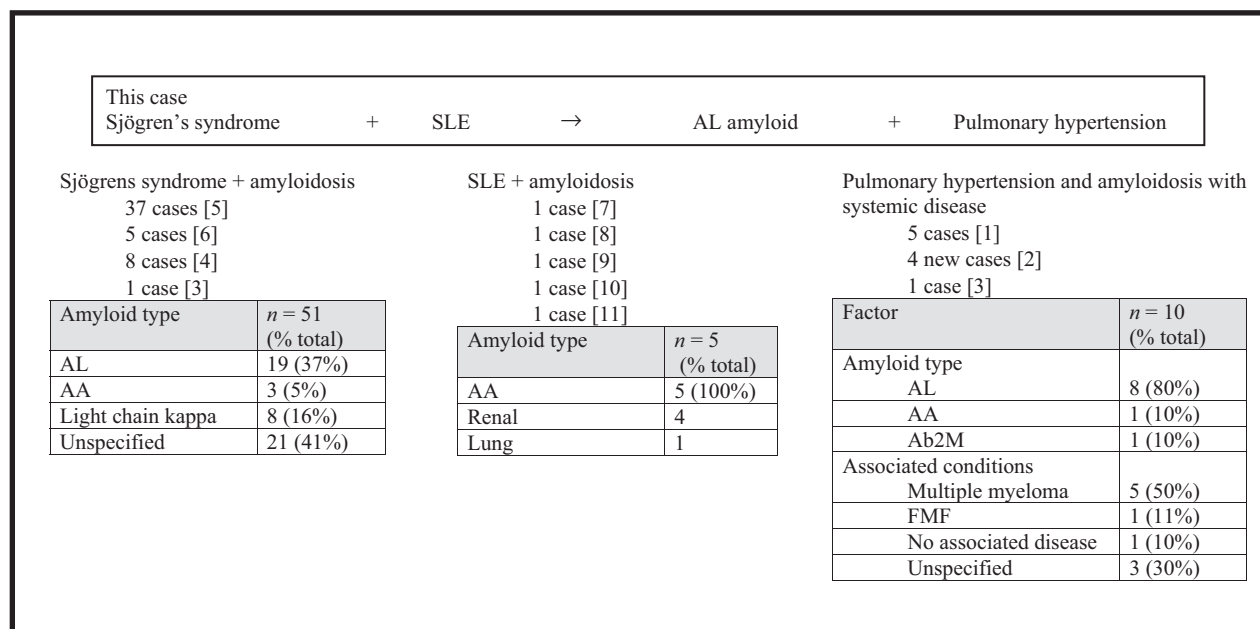 This case
Sjögren’s syndrome + SLE → AL amyloid + Pulmonary hypertension
Sjögrens syndrome + amyloidosis
37 cases [5]
5 cases [6]
8 cases [4]
1 case [3]
Amyloid type n = 51
(% total)
AL 19 (37%)
AA 3 (5%)
Light chain kappa 8 (16%)
Unspecified 21 (41%)
SLE + amyloidosis
1 case [7]
1 case [8]
1 case [9]
1 case [10]
1 case [11]
Amyloid type n = 5
(% total)
AA 5 (100%)
Renal 4
Lung 1
Pulmonary hypertension and amyloidosis with
systemic disease
5 cases [1]
4 new cases [2]
1 case [3]
Factor n = 10
(% total)
Amyloid type
AL 8 (80%)
AA 1 (10%)
Ab2M 1 (10%)
Associated conditions
Multiple myeloma 5 (50%)
FMF 1 (11%)
No associated disease 1 (10%)
Unspecified 3 (30%)